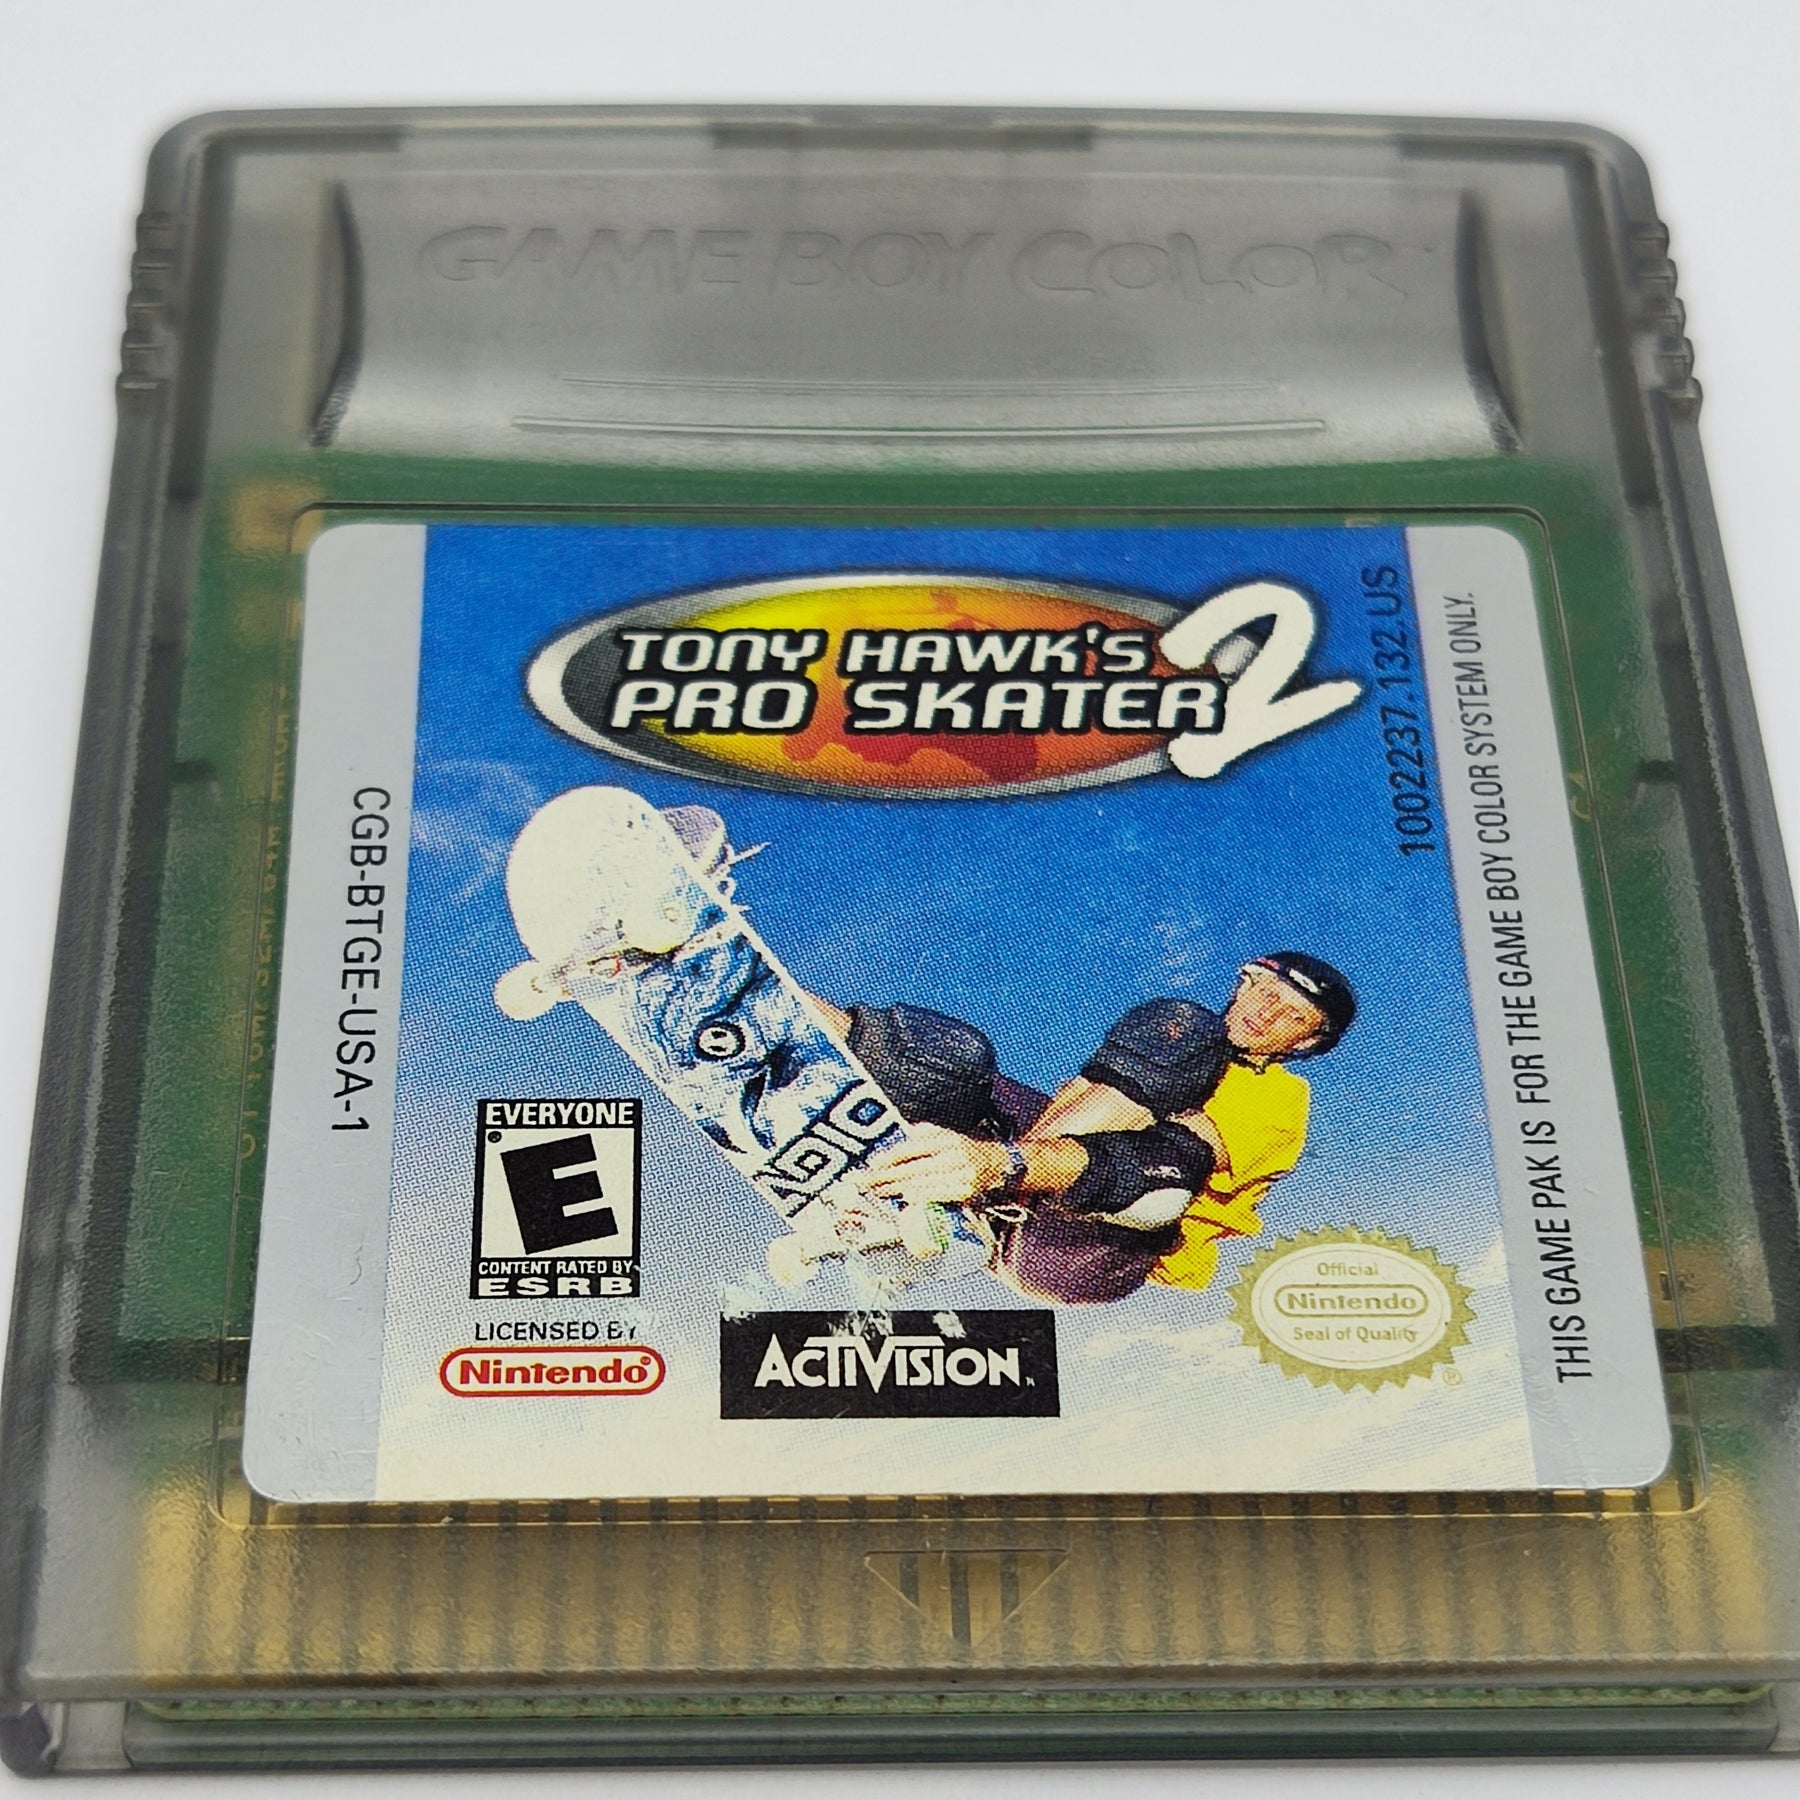 GAME BOY COLOR
TONY HAWK'S
PRO SKATER 2
1002237.132.US
THIS GAME PAK IS FOR THE GAME BOY COLOR SYSTEM ONLY.
CGB-BTGE-USA-1
EVERYONE
E
CONTENT RATED BY
ESRB
LICENSED BY
Nintendo®
ACTIVISION
Official
Nintendo
Seal of Quality
®